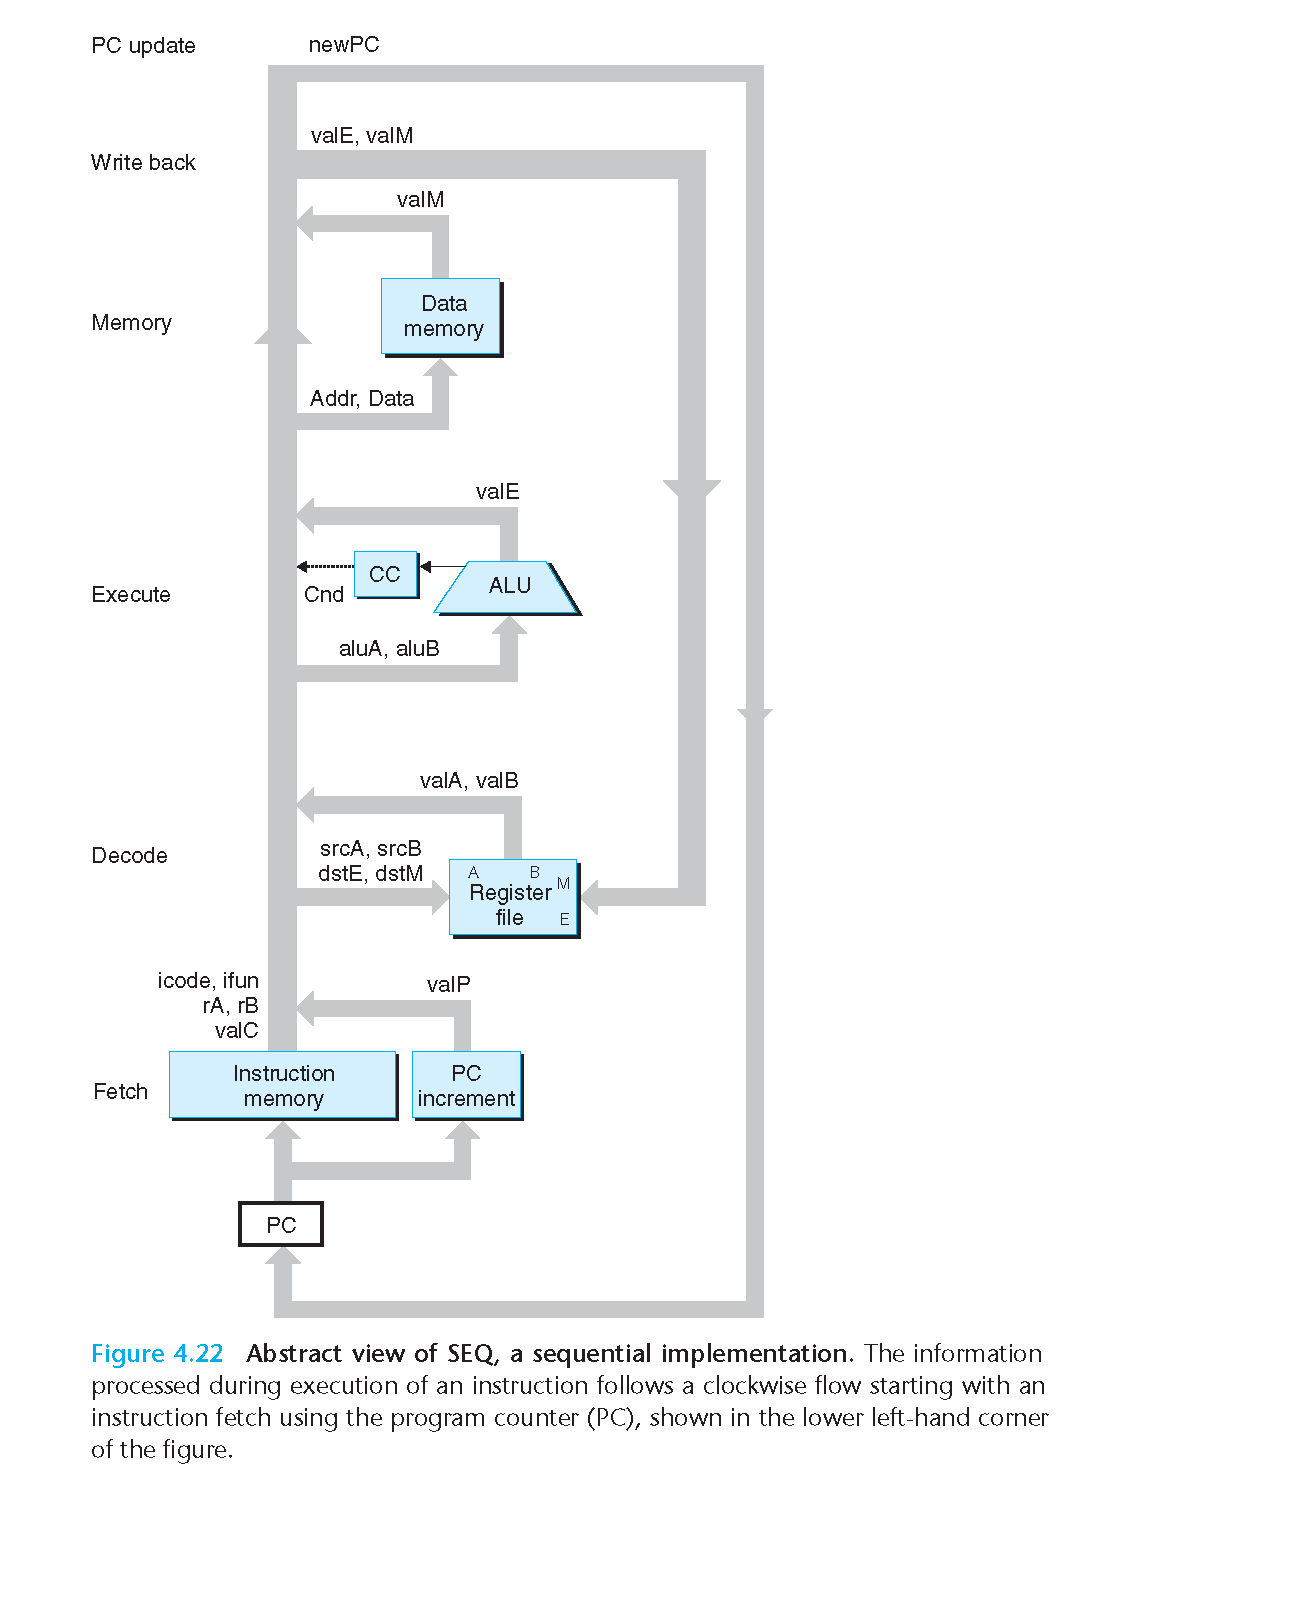 PC update
newPC
valE, valM
Write back
valM
Data
memory
Memory
Addr, Data
valE
CC
ALU
Execute
Cnd
aluA, aluB
valA, valB
Decode
srcA, srcB
dstE, dstM
A B
M
Register
file
E
icode, ifun
rA, rB
valC
valP
Fetch
Instruction
memory
PC
increment
PC
Figure 4.22 Abstract view of SEQ, a sequential implementation. The information
processed during execution of an instruction follows a clockwise flow starting with an
instruction fetch using the program counter (PC), shown in the lower left-hand corner
of the figure.